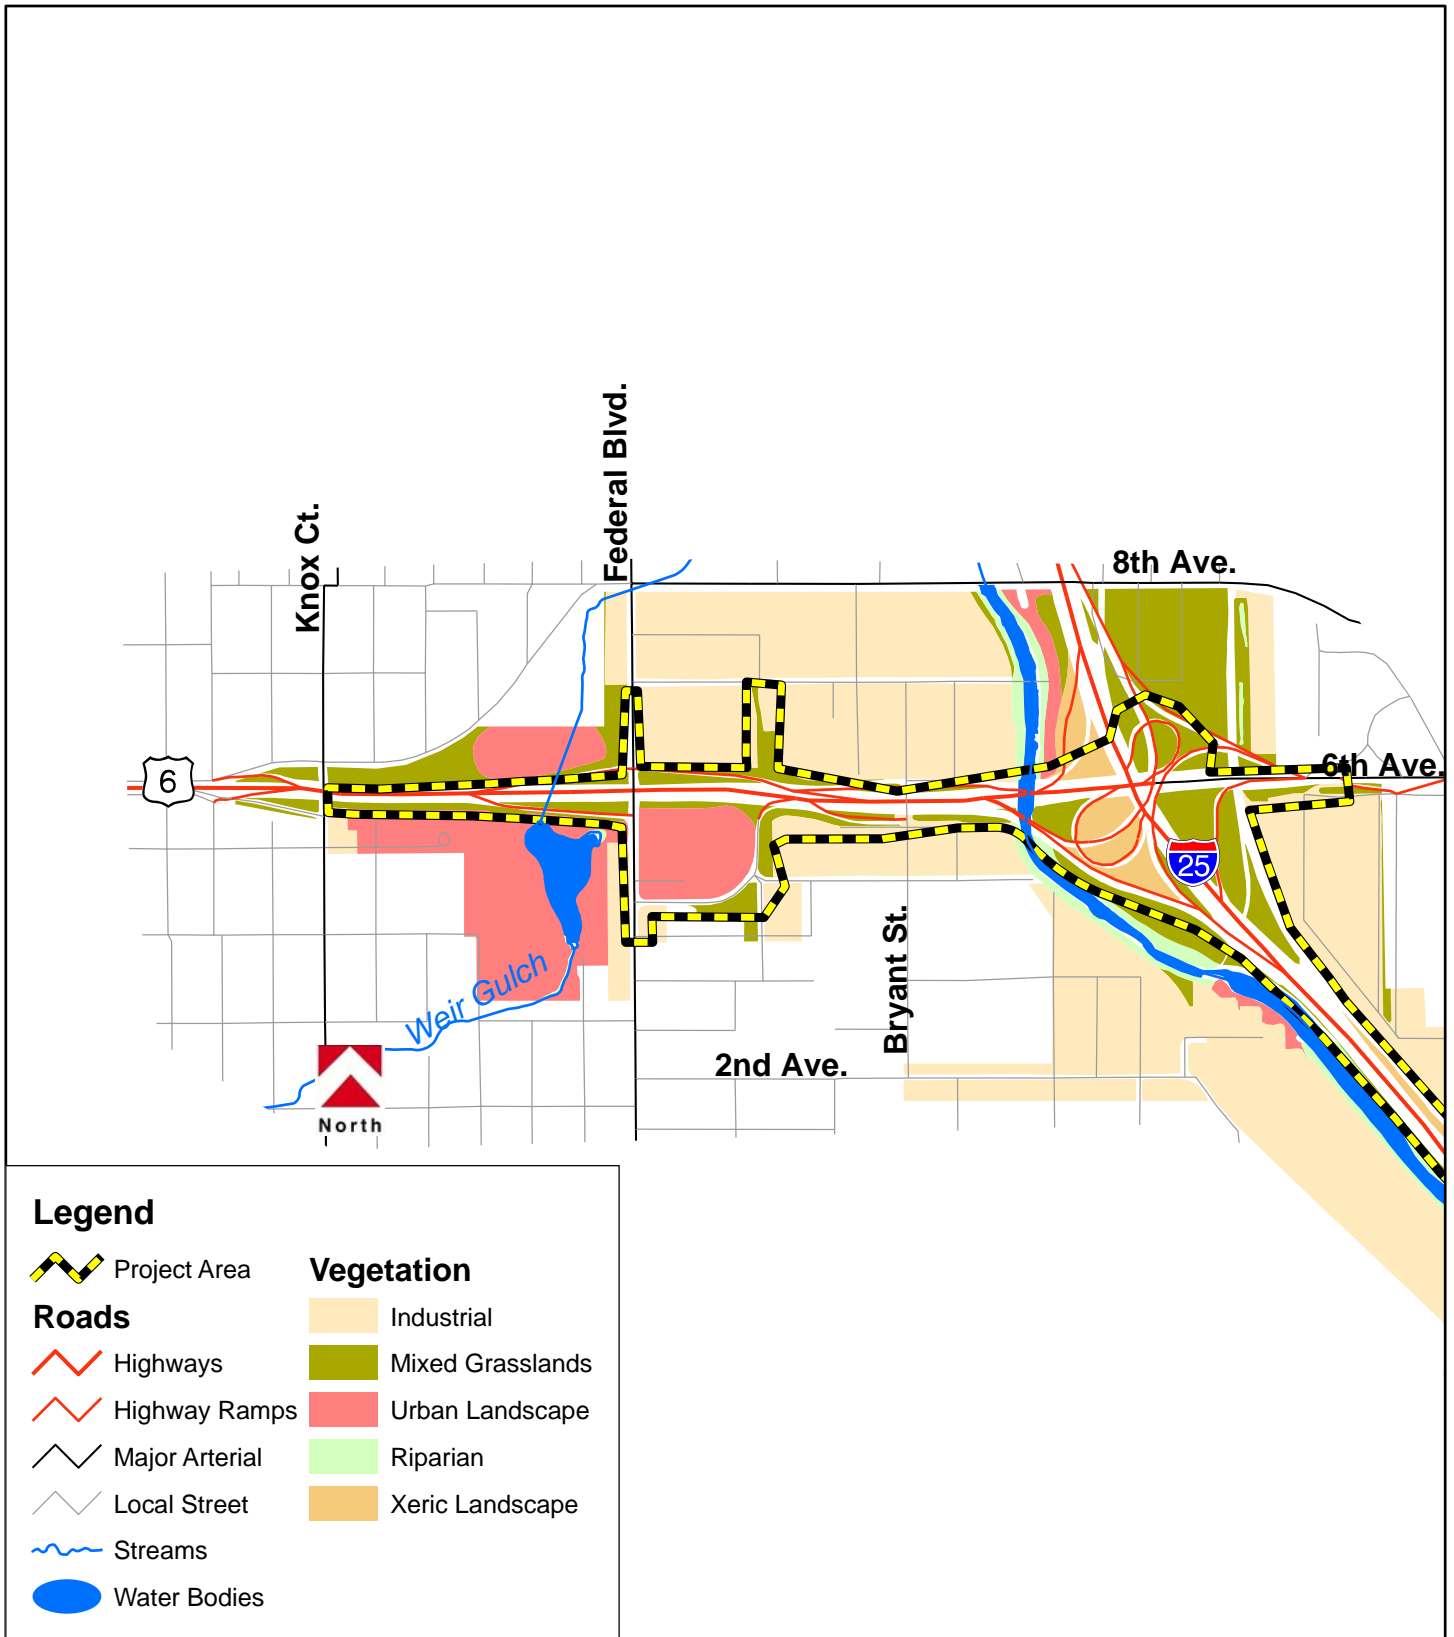 Federal Blvd.
Knox Ct.
8th Ave.
6
6th Ave.
25
Bryant St.
Weir Gulch
2nd Ave.
North
Legend
Project Area
Roads
Highways
Highway Ramps
Major Arterial
Local Street
Streams
Water Bodies
Vegetation
Industrial
Mixed Grasslands
Urban Landscape
Riparian
Xeric Landscape